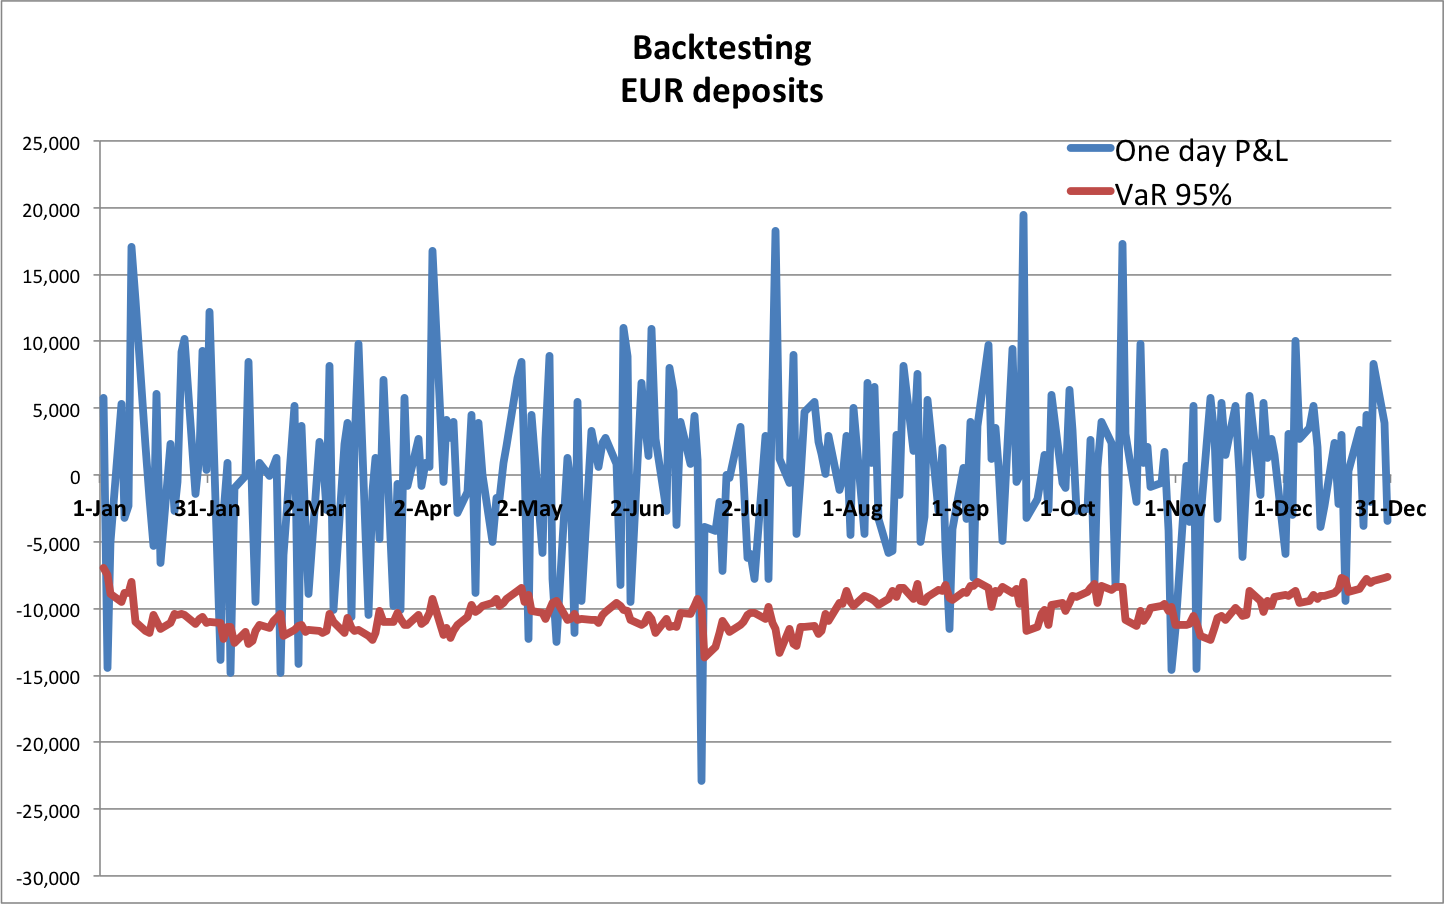 Backtesting
EUR deposits
25,000
One day P&L
VaR 95%
20,000
15,000
10,000
5,000
0
1-Jan 31-Jan 2-Mar 2-Apr 2-May 2-Jun 2-Jul 1-Aug 1-Sep 1-Oct 1-Nov 1-Dec 31-Dec
-5,000
-10,000
-15,000
-20,000
-25,000
-30,000